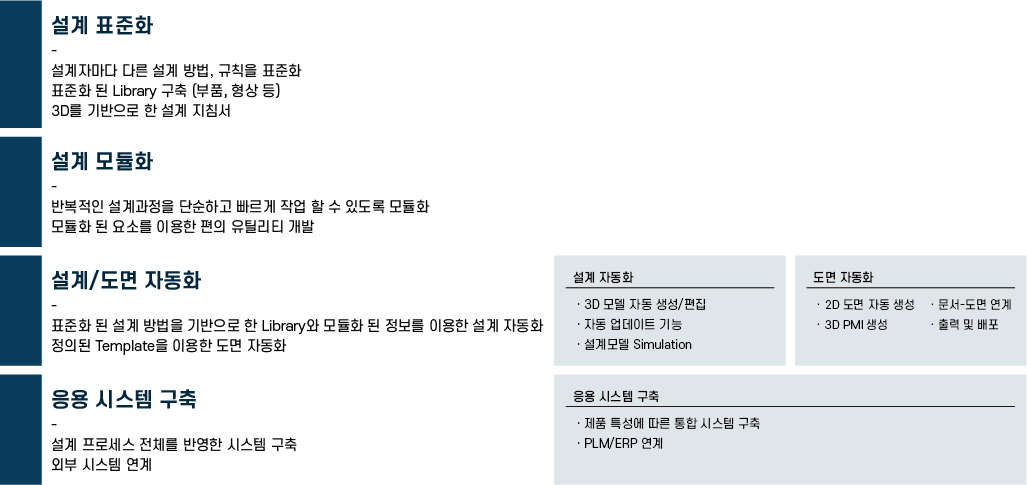 설계 표준화
-
설계자마다 다른 설계 방법, 규칙을 표준화
표준화 된 Library 구축 (부품, 형상 등)
3D를 기반으로 한 설계 지침서
설계 모듈화
-
반복적인 설계과정을 단순하고 빠르게 작업 할 수 있도록 모듈화
모듈화 된 요소를 이용한 편의 유틸리티 개발
설계/도면 자동화
-
표준화 된 설계 방법을 기반으로 한 Library와 모듈화 된 정보를 이용한 설계 자동화
정의된 Template을 이용한 도면 자동화
설계 자동화
· 3D 모델 자동 생성/편집
· 자동 업데이트 기능
· 설계모델 Simulation
도면 자동화
· 2D 도면 자동 생성 · 문서-도면 연계
· 3D PMI 생성 · 출력 및 배포
응용 시스템 구축
-
설계 프로세스 전체를 반영한 시스템 구축
외부 시스템 연계
응용 시스템 구축
· 제품 특성에 따른 통합 시스템 구축
· PLM/ERP 연계